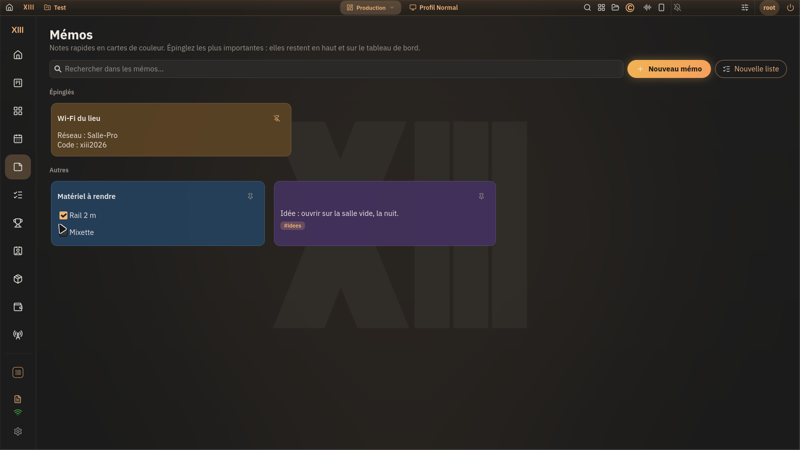 XIII
Test
Production
Profil Normal
root
XIII
Mémos
Notes rapides en cartes de couleur. Épinglez les plus importantes : elles restent en haut et sur le tableau de bord.
Rechercher dans les mémos...
Nouveau mémo
Nouvelle liste
Épinglés
Wi-Fi du lieu
Réseau : Salle-Pro
Code : xiii2026
Autres
Matériel à rendre
Rail 2 m
Mixette
Idée : ouvrir sur la salle vide, la nuit.
#idees
XIII